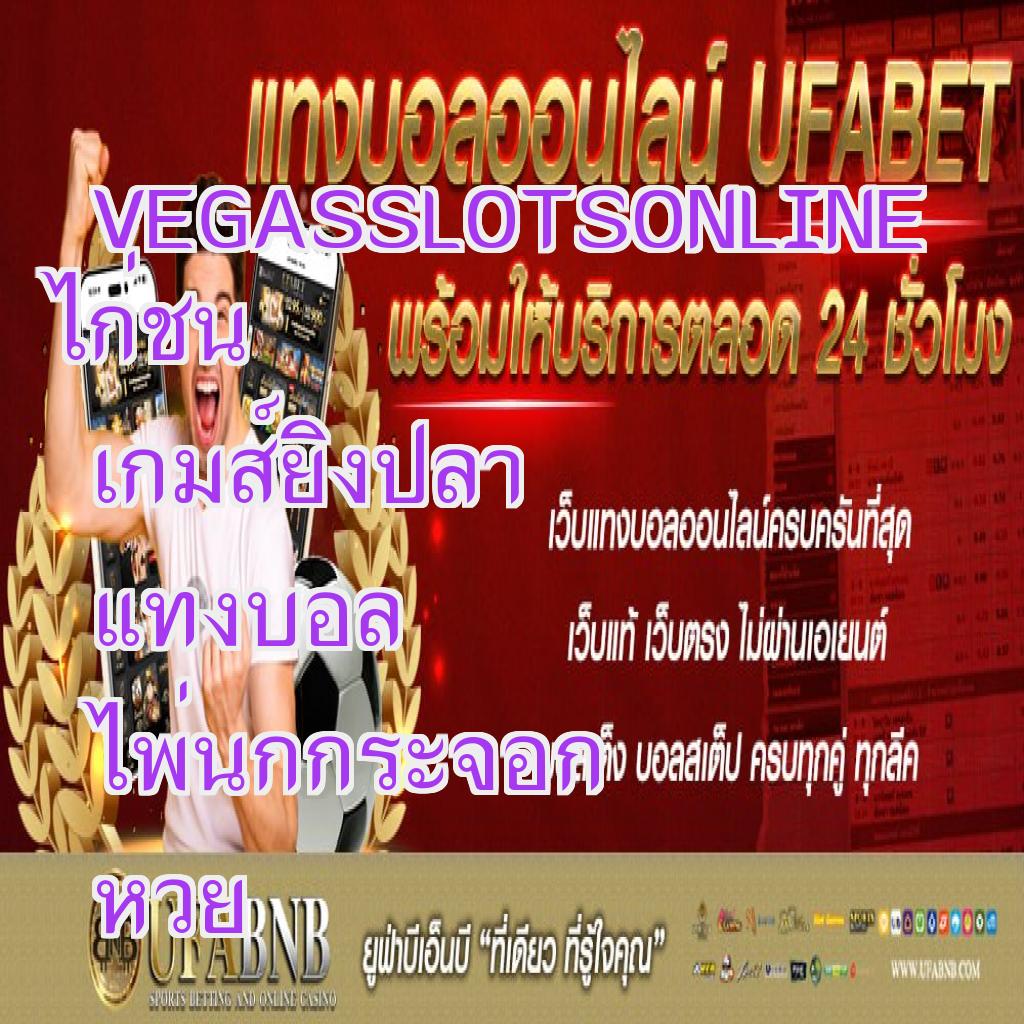 แทงบอลออนไลน์ UFABET
VEGASSLOTSONLINE
ไก่ชน
พร้อมให้บริการตลอด 24 ชั่วโมง
เกมส์ยิงปลา
เว็บแทงบอลออนไลน์ครบครันที่สุด
แทงบอล
เว็บแท้ เว็บตรง ไม่ผ่านเอเยนต์
ไพ่นกกระจอก
บอลสเต็ป ครบทุกคู่ ทุกลีค
หวย
UFABNB
SPORTS BETTING AND ONLINE CASINO
ยูฟ่าบีเอ็นบี “ที่เดียว ที่รู้ใจคุณ”
WWW.UFABNB.COM